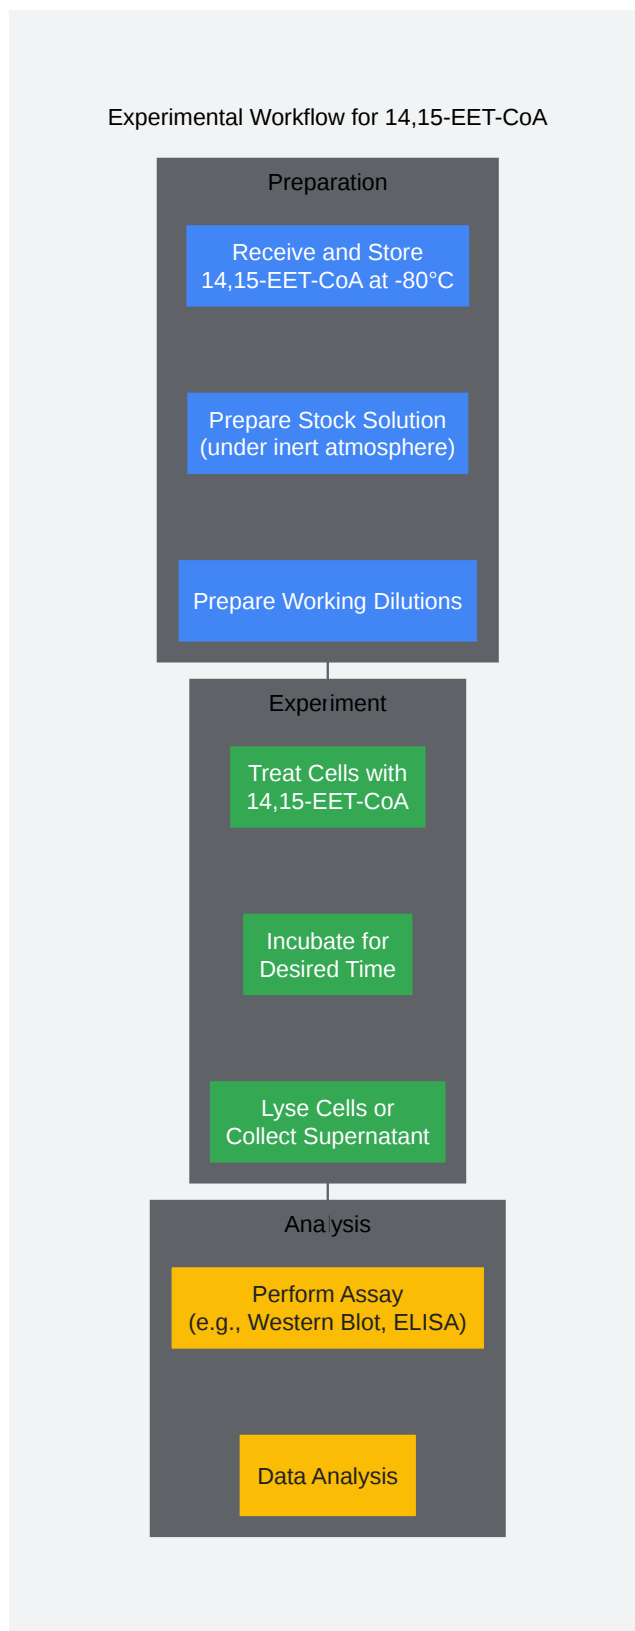 Experimental Workflow for 14,15-EET-CoA
Preparation
Receive and Store
14,15-EET-CoA at -80°C
Prepare Stock Solution
(under inert atmosphere)
Prepare Working Dilutions
Experiment
Treat Cells with
14,15-EET-CoA
Incubate for
Desired Time
Lyse Cells or
Collect Supernatant
Analysis
Perform Assay
(e.g., Western Blot, ELISA)
Data Analysis